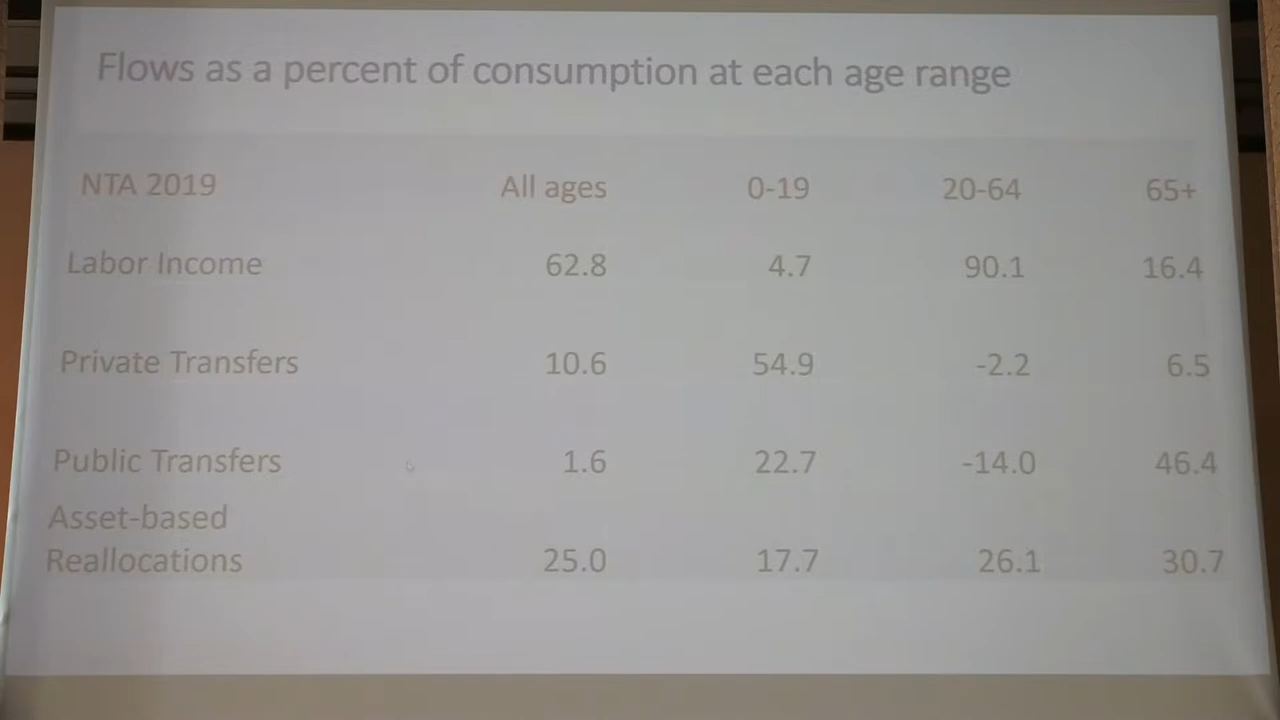 Flows as a percent of consumption at each age range
NTA 2019 All ages 0-19 20-64 65+
Labor Income 62.8 4.7 90.1 16.4
Private Transfers 10.6 54.9 -2.2 6.5
Public Transfers 1.6 22.7 -14.0 46.4
Asset-based
Reallocations 25.0 17.7 26.1 30.7